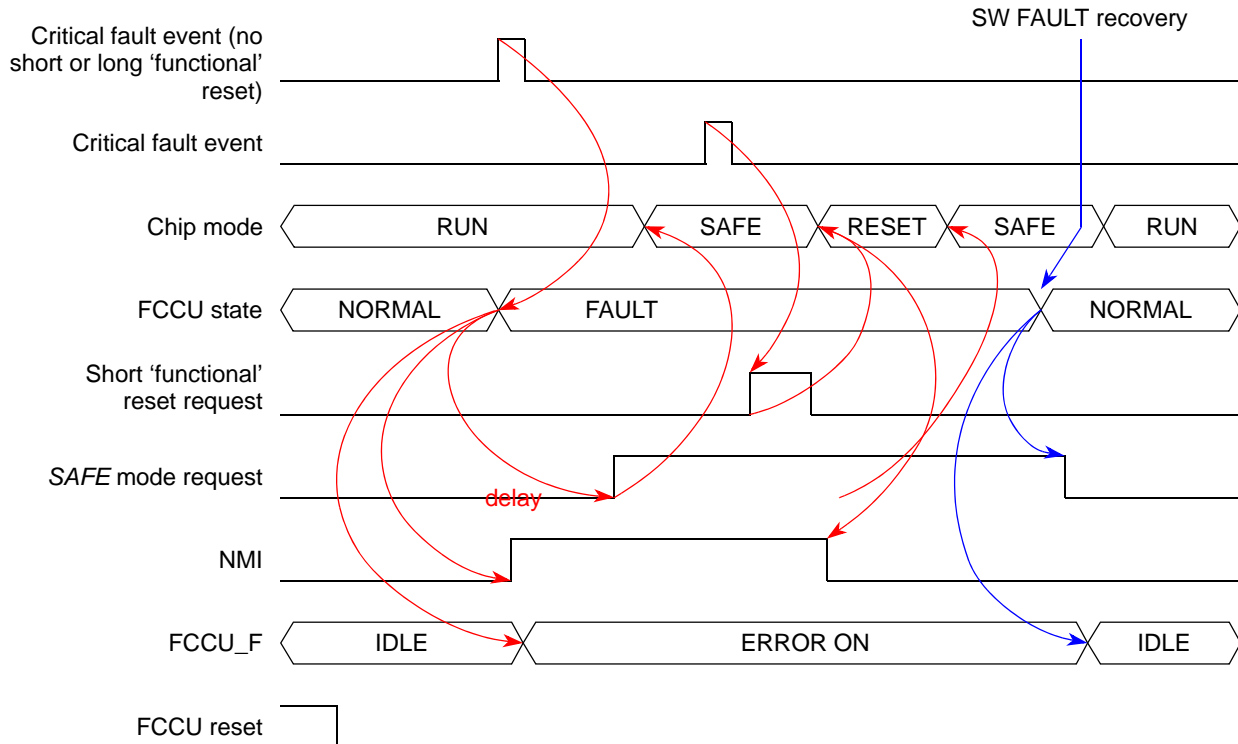 SW FAULT recovery
Critical fault event (no
short or long ‘functional’
reset)
Critical fault event
Chip mode
RUN
SAFE
RESET
SAFE
RUN
FCCU state
NORMAL
FAULT
NORMAL
Short ‘functional’
reset request
SAFE mode request
delay
NMI
FCCU_F
IDLE
ERROR ON
IDLE
FCCU reset